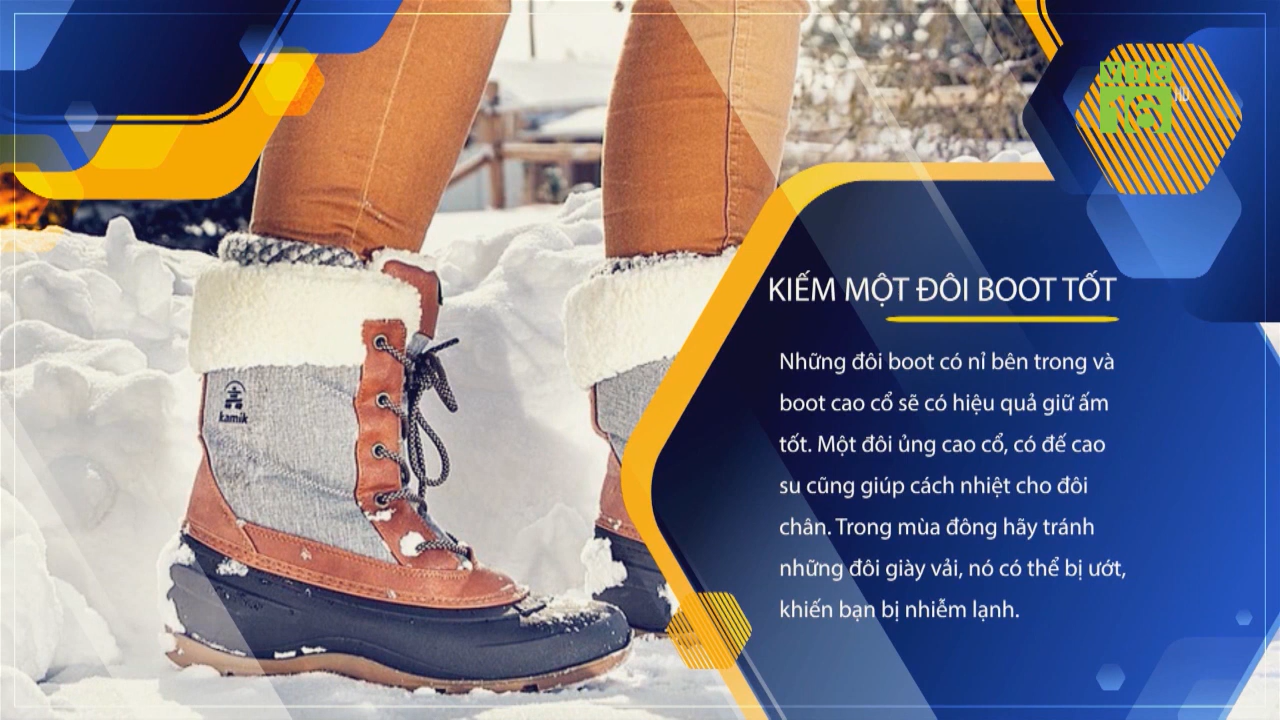 KIẾM MỘT ĐÔI BOOT TỐT
Những đôi boot có nỉ bên trong và
boot cao cổ sẽ có hiệu quả giữ ấm
tốt. Một đôi ủng cao cổ, có đế cao
su cũng giúp cách nhiệt cho đôi
chân. Trong mùa đông hãy tránh
những đôi giày vải, nó có thể bị ướt,
khiến bạn bị nhiễm lạnh.
kamik
HD